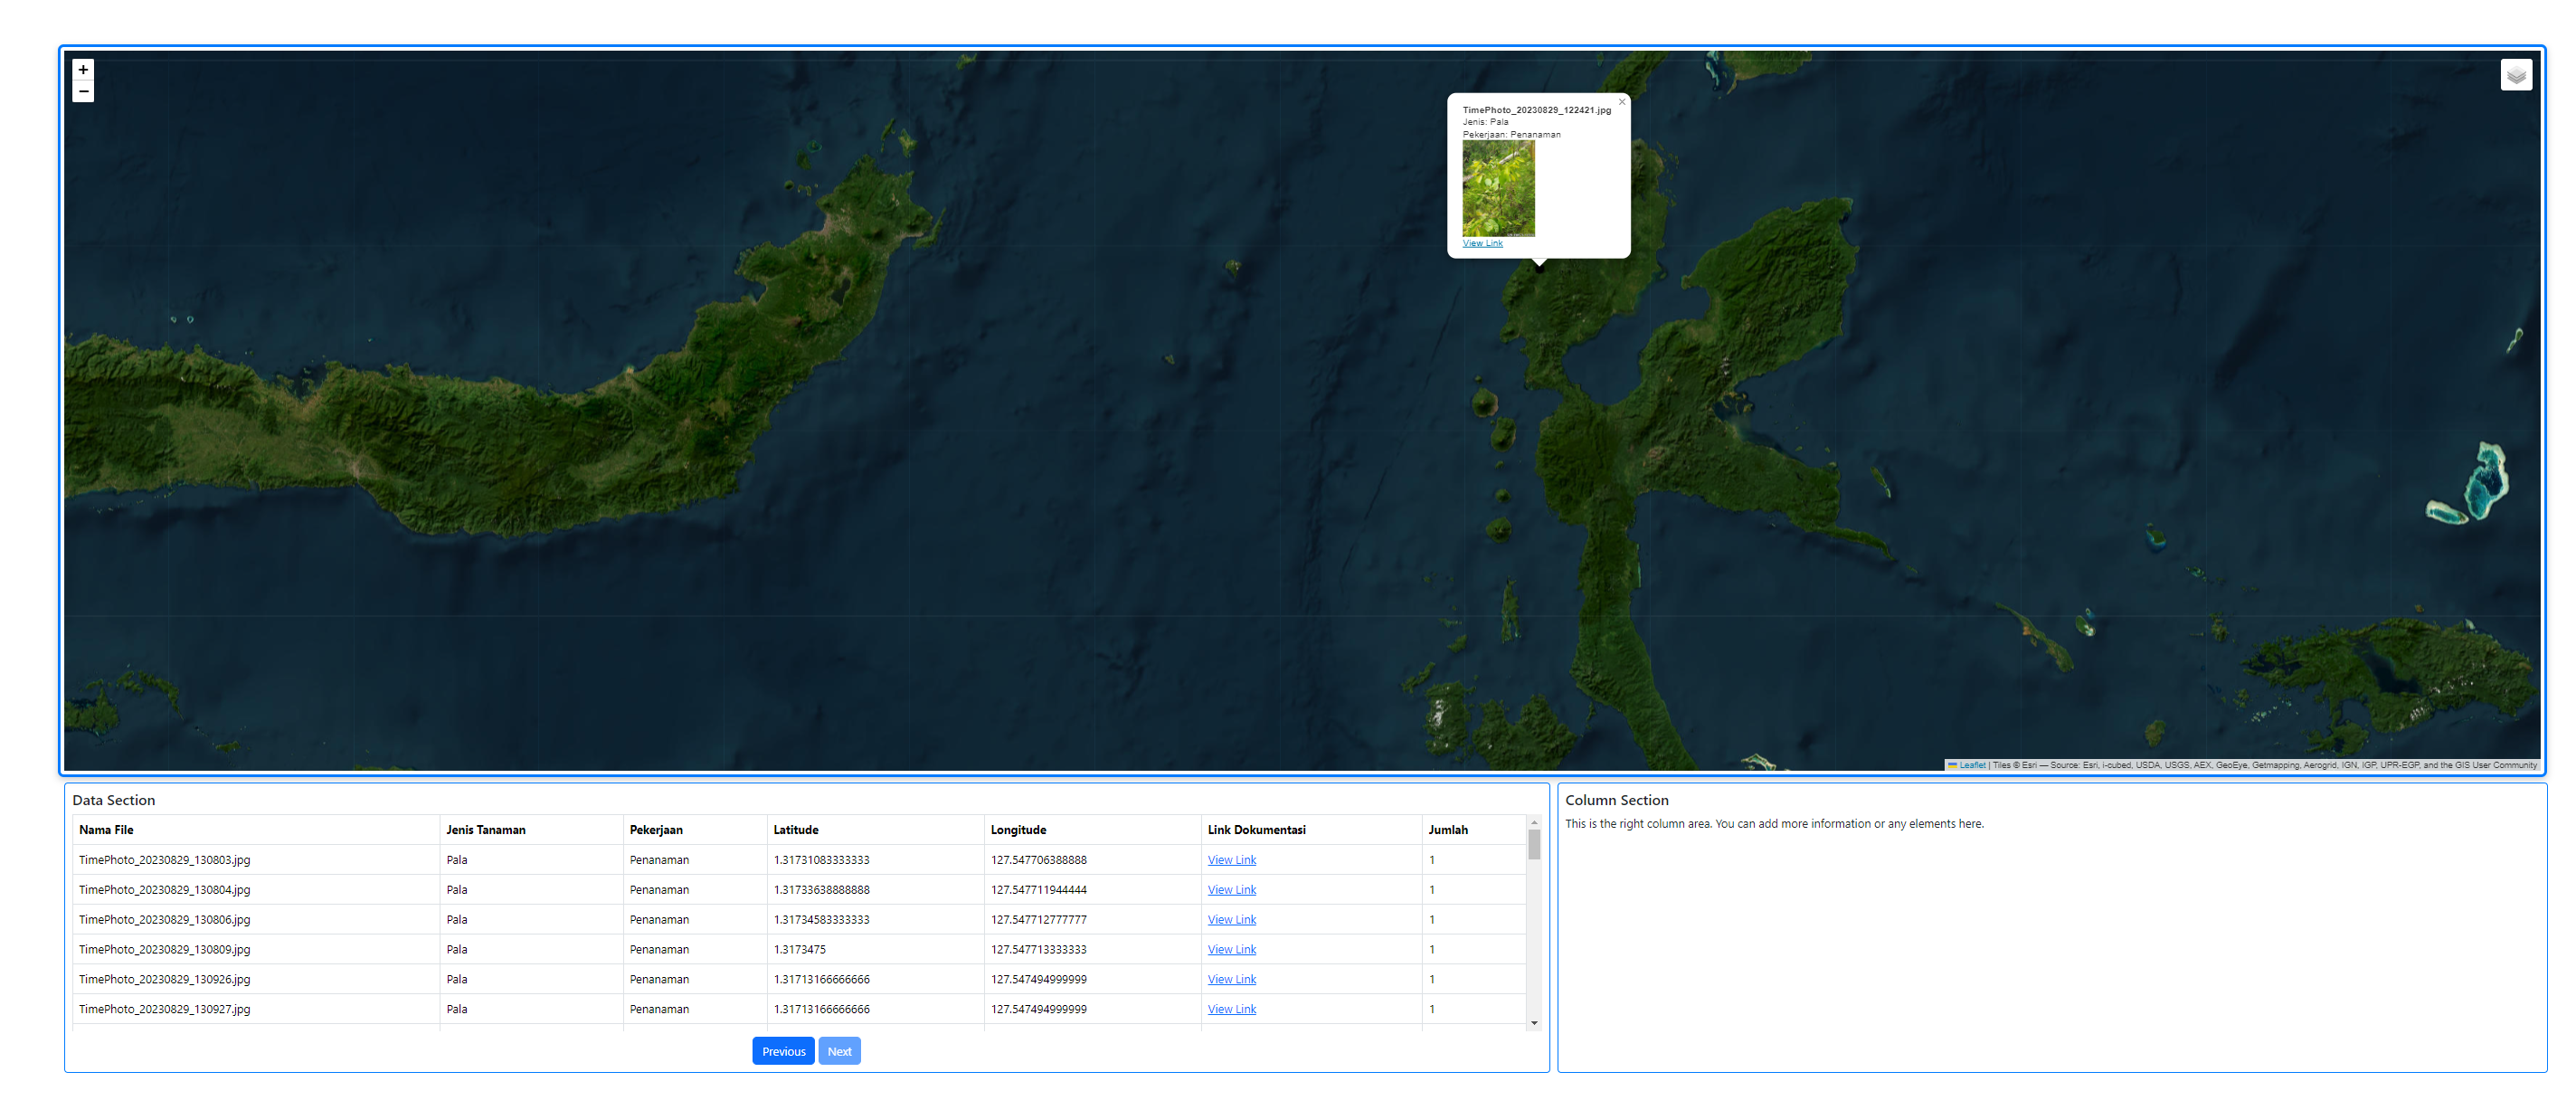 +
−
TimePhoto_20230829_122421.jpg
Jenis: Pala
Pekerjaan: Penanaman
View Link
×
Leaflet | Tiles © Esri — Source: Esri, i-cubed, USDA, USGS, AEX, GeoEye, Getmapping, Aerogrid, IGN, IGP, UPR-EGP, and the GIS User Community
Data Section
Nama File Jenis Tanaman Pekerjaan Latitude Longitude Link Dokumentasi Jumlah
TimePhoto_20230829_130803.jpg Pala Penanaman 1.31731083333333 127.547706388888 View Link 1
TimePhoto_20230829_130804.jpg Pala Penanaman 1.31733638888888 127.547711944444 View Link 1
TimePhoto_20230829_130806.jpg Pala Penanaman 1.31734583333333 127.547712777777 View Link 1
TimePhoto_20230829_130809.jpg Pala Penanaman 1.3173475 127.547713333333 View Link 1
TimePhoto_20230829_130926.jpg Pala Penanaman 1.31713166666666 127.547494999999 View Link 1
TimePhoto_20230829_130927.jpg Pala Penanaman 1.31713166666666 127.547494999999 View Link 1
Previous Next
Column Section
This is the right column area. You can add more information or any elements here.